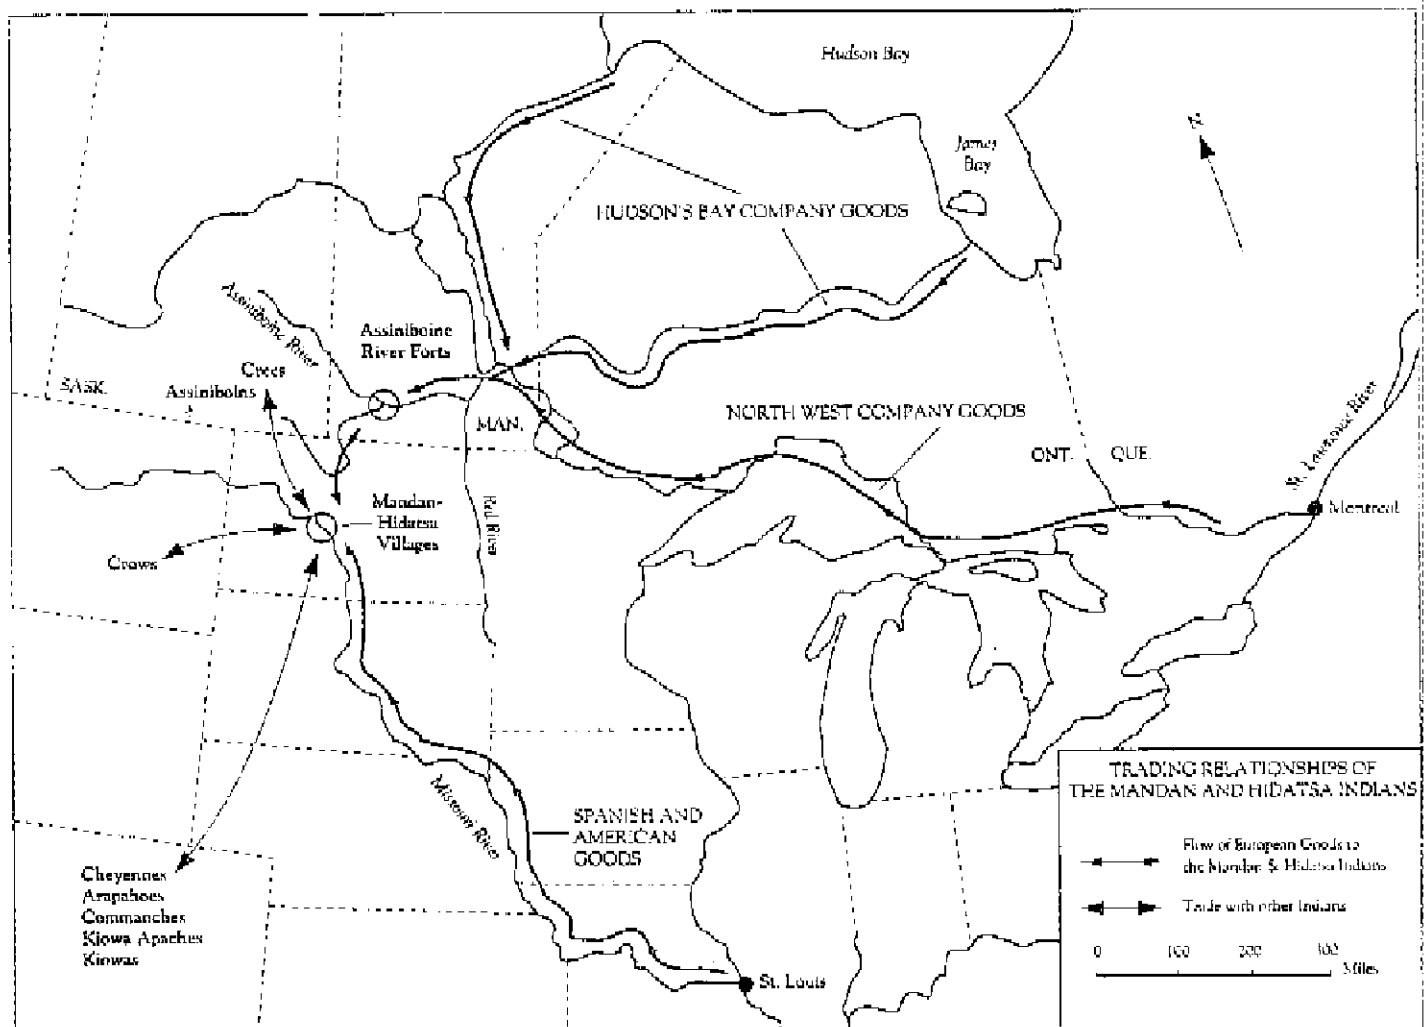 Hudson Bay
N
James
Bay
HUDSON'S BAY COMPANY GOODS
Assiniboine River
Assiniboine
River Forts
Crees
Assiniboins
SASK.
MAN.
NORTH WEST COMPANY GOODS
ONT.
QUE.
St. Lawrence River
Montreal
Mandan-
Hidatsa
Villages
Red River
Crows
Missouri River
SPANISH AND
AMERICAN
GOODS
Cheyennes
Arapahoes
Commanches
Kiowa Apaches
Kiowas
St. Louis
TRADING RELATIONSHIPS OF
THE MANDAN AND HIDATSA INDIANS
Flow of European Goods to
the Mandan & Hidatsa Indians
Trade with other Indians
0 100 200 300
Miles